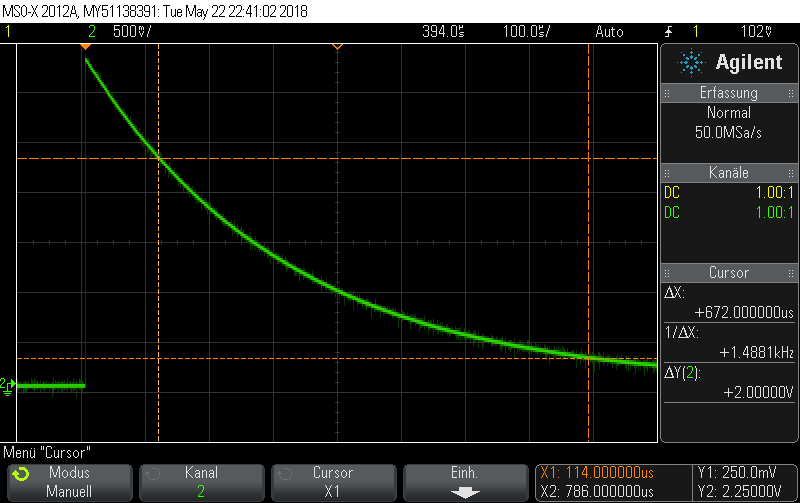 MSO-X 2012A, MY51138391: Tue May 22 22:41:02 2018
1 2 500mV/ 394.0us 100.0s/ Auto 1 102mV
Agilent
Erfassung
Normal
50.0MSa/s
Kanäle
DC 1.00:1
DC 1.00:1
Cursor
ΔX:
+672.000000us
1/ΔX:
+1.4881kHz
ΔY(2):
+2.00000V
2
Menü "Cursor"
Modus
Manuell
Kanal
2
Cursor
X1
Einh.
X1: 114.000000us
X2: 786.000000us
Y1: 250.0mV
Y2: 2.25000V